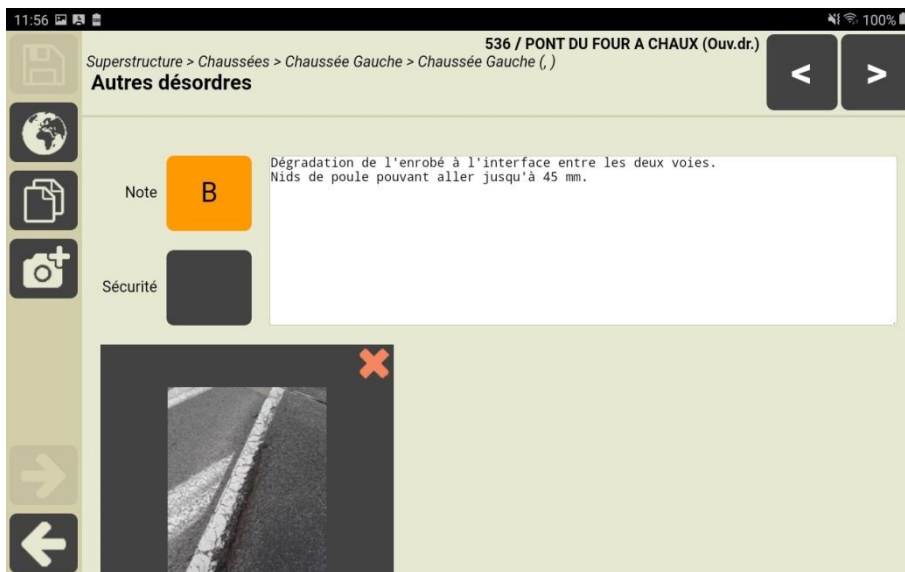 11:56
100%
536 / PONT DU FOUR A CHAUX (Ouv.dr.)
Superstructure > Chaussées > Chaussée Gauche > Chaussée Gauche (, )
Autres désordres
< >
Note
B
Dégradation de l'enrobé à l'interface entre les deux voies.
Nids de poule pouvant aller jusqu'à 45 mm.
Sécurité